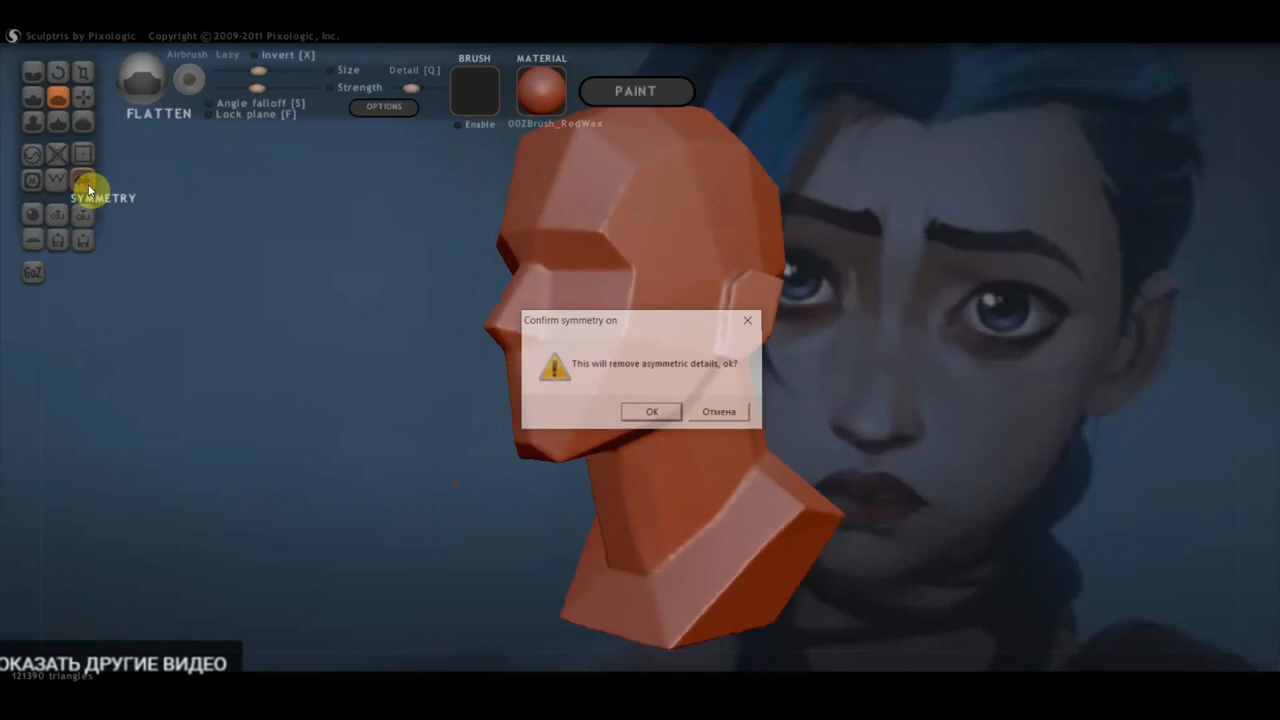 Sculptris by Pixologic Copyright © 2009-2011 Pixologic, Inc.
Airbrush Lazy Invert [X]
BRUSH
MATERIAL
Size
Detail [Q]
Strength
PAINT
Angle falloff [S]
FLATTEN
Lock plane [F]
OPTIONS
Enable
00ZBrush_RedWax
SYMMETRY
OBJ
OBJ
GoZ
Confirm symmetry on
This will remove asymmetric details, ok?
OK
Отмена
ОКАЗАТЬ ДРУГИЕ ВИДЕО
121390 triangles